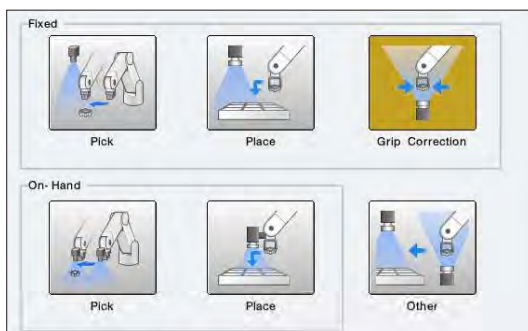 Fixed
Pick
Place
Grip Correction
On-Hand
Pick
Place
Other